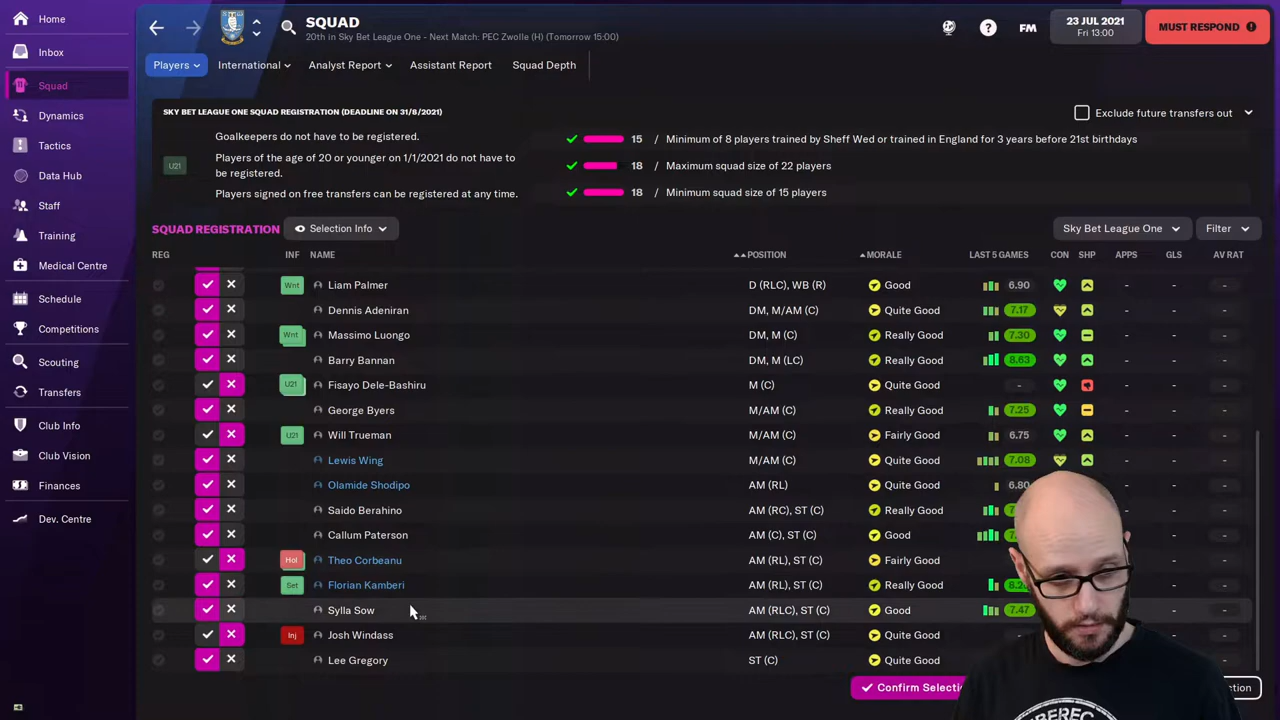 Home
Inbox
Squad
Dynamics
Tactics
Data Hub
Staff
Training
Medical Centre
Schedule
Competitions
Scouting
Transfers
Club Info
Club Vision
Finances
Dev. Centre
SQUAD
20th in Sky Bet League One - Next Match: PEC Zwolle (H) (Tomorrow 15:00)
?
FM
23 JUL 2021
Fri 13:00
MUST RESPOND
Players
International
Analyst Report
Assistant Report
Squad Depth
SKY BET LEAGUE ONE SQUAD REGISTRATION (DEADLINE ON 31/8/2021)
Exclude future transfers out
Goalkeepers do not have to be registered.
U21 Players of the age of 20 or younger on 1/1/2021 do not have to be registered.
Players signed on free transfers can be registered at any time.
15 / Minimum of 8 players trained by Sheff Wed or trained in England for 3 years before 21st birthdays
18 / Maximum squad size of 22 players
18 / Minimum squad size of 15 players
SQUAD REGISTRATION
Selection Info
Sky Bet League One
Filter
REG INF NAME POSITION MORALE LAST 5 GAMES CON SHP APPS GLS AV RAT
Wnt Liam Palmer D (RLC), WB (R) Good 6.90 - - -
Dennis Adeniran DM, M/AM (C) Quite Good 7.17 - - -
Wnt Massimo Luongo DM, M (C) Really Good 7.30 - - -
Barry Bannan DM, M (LC) Really Good 8.63 - - -
U21 Fisayo Dele-Bashiru M (C) Quite Good - - - -
George Byers M/AM (C) Really Good 7.25 - - -
U21 Will Trueman M/AM (C) Fairly Good 6.75 - - -
Lewis Wing M/AM (C) Quite Good 7.08 - - -
Olamide Shodipo AM (RL) Quite Good 6.80 - - -
Saido Berahino AM (RC), ST (C) Really Good - -
Callum Paterson AM (C), ST (C) Good - -
Hol Theo Corbeanu AM (RL), ST (C) Fairly Good - -
Set Florian Kamberi AM (RL), ST (C) Really Good - -
Sylla Sow AM (RLC), ST (C) Good 7.47 - -
Inj Josh Windass AM (RLC), ST (C) Quite Good
Lee Gregory ST (C) Quite Good
Confirm